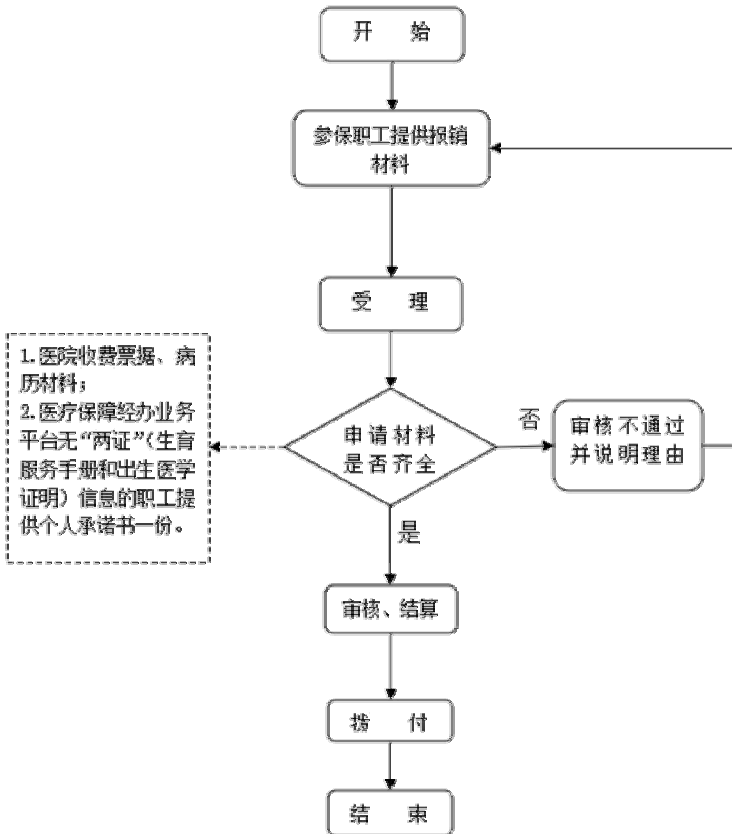 开 始
参保职工提供报销
材料
受 理
1.医院收费票据、病
历材料；
2.医疗保障经办业务
平台无“两证”（生育
服务手册和出生医学
证明）信息的职工提
供个人承诺书一份。
申请材料
是否齐全
否
审核不通过
并说明理由
是
审核、结算
拨 付
结 束